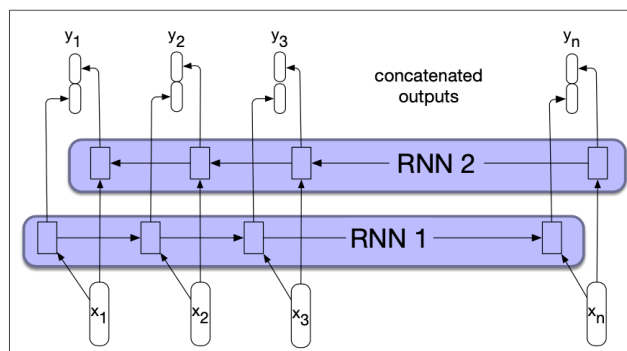 y₁ y₂ y₃ yₙ
concatenated
outputs
RNN 2
RNN 1
x₁ x₂ x₃ xₙ